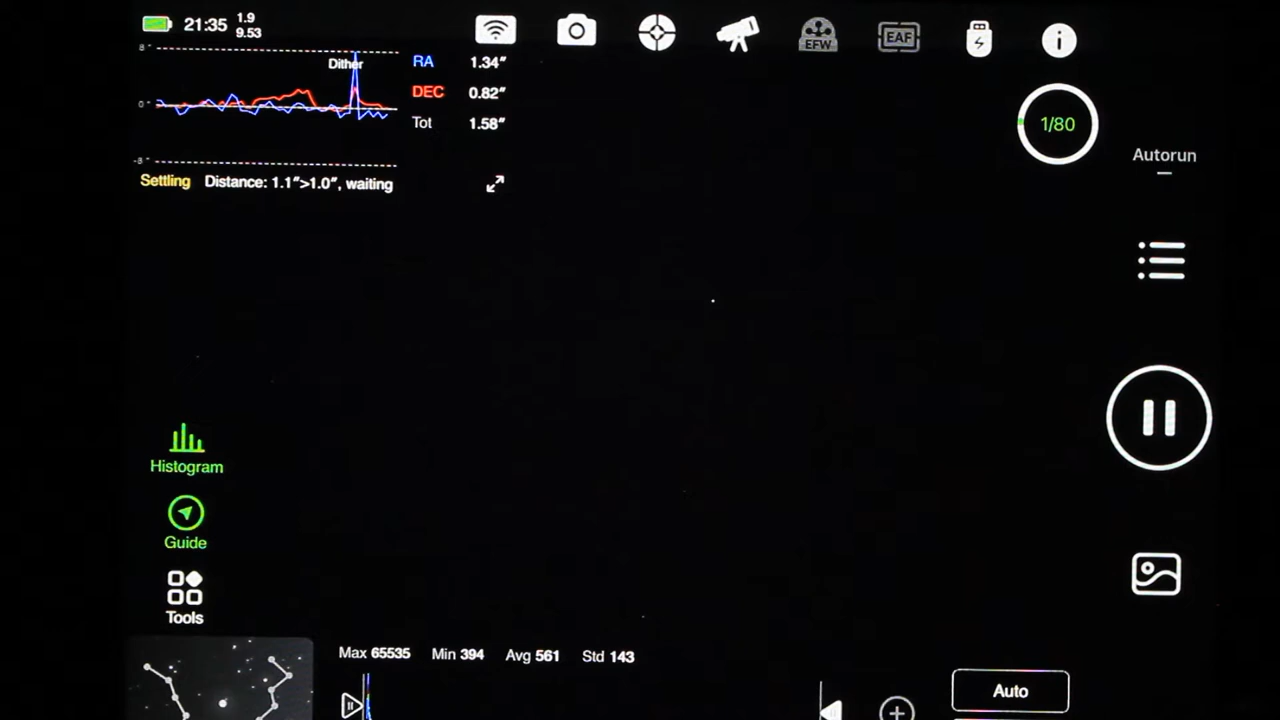 21:35
1.9
9.53
EFW
EAF
i
8"
Dither
0"
-8"
RA 1.34"
DEC 0.82"
Tot 1.58"
1/80
Autorun
Settling Distance: 1.1">1.0", waiting
Histogram
Guide
Tools
Max 65535 Min 394 Avg 561 Std 143
Auto